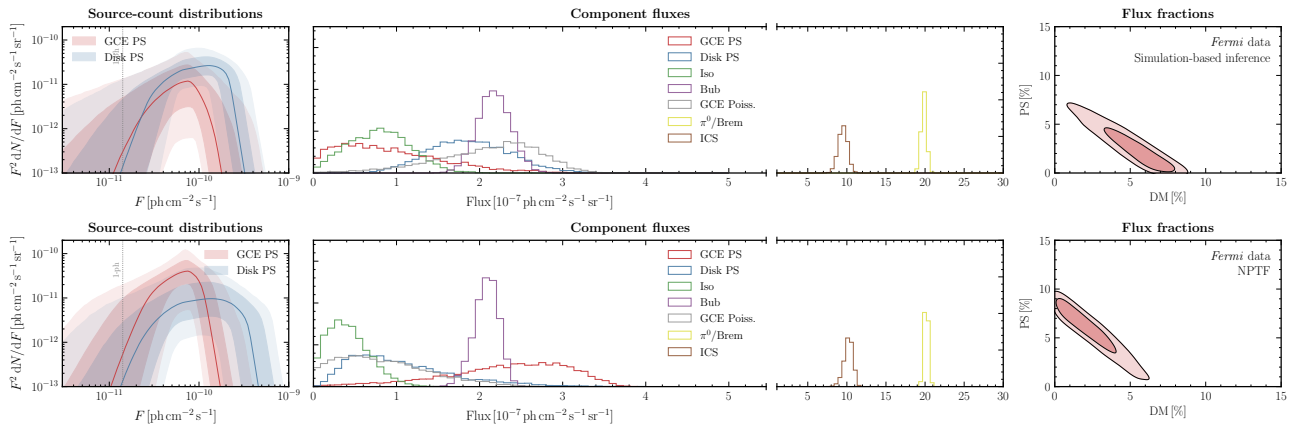 Source-count distributions
Component fluxes
Flux fractions
F² dN/dF [ph cm⁻² s⁻¹ sr⁻¹]
10⁻¹⁰
10⁻¹¹
10⁻¹²
10⁻¹³
GCE PS
Disk PS
10⁻¹¹
10⁻¹⁰
10⁻⁹
F [ph cm⁻² s⁻¹]
GCE PS
Disk PS
Iso
Bub
GCE Poiss.
π⁰/Brem
ICS
0 1 2 3 4 5
5 10 15 20 25 30
Flux [10⁻⁷ ph cm⁻² s⁻¹ sr⁻¹]
Fermi data
Simulation-based inference
PS [%]
15
10
5
0
0 5 10 15
DM [%]
Source-count distributions
Component fluxes
Flux fractions
F² dN/dF [ph cm⁻² s⁻¹ sr⁻¹]
10⁻¹⁰
10⁻¹¹
10⁻¹²
10⁻¹³
1-ph
GCE PS
Disk PS
10⁻¹¹
10⁻¹⁰
10⁻⁹
F [ph cm⁻² s⁻¹]
GCE PS
Disk PS
Iso
Bub
GCE Poiss.
π⁰/Brem
ICS
0 1 2 3 4 5
5 10 15 20 25 30
Flux [10⁻⁷ ph cm⁻² s⁻¹ sr⁻¹]
Fermi data
NPTF
PS [%]
15
10
5
0
0 5 10 15
DM [%]